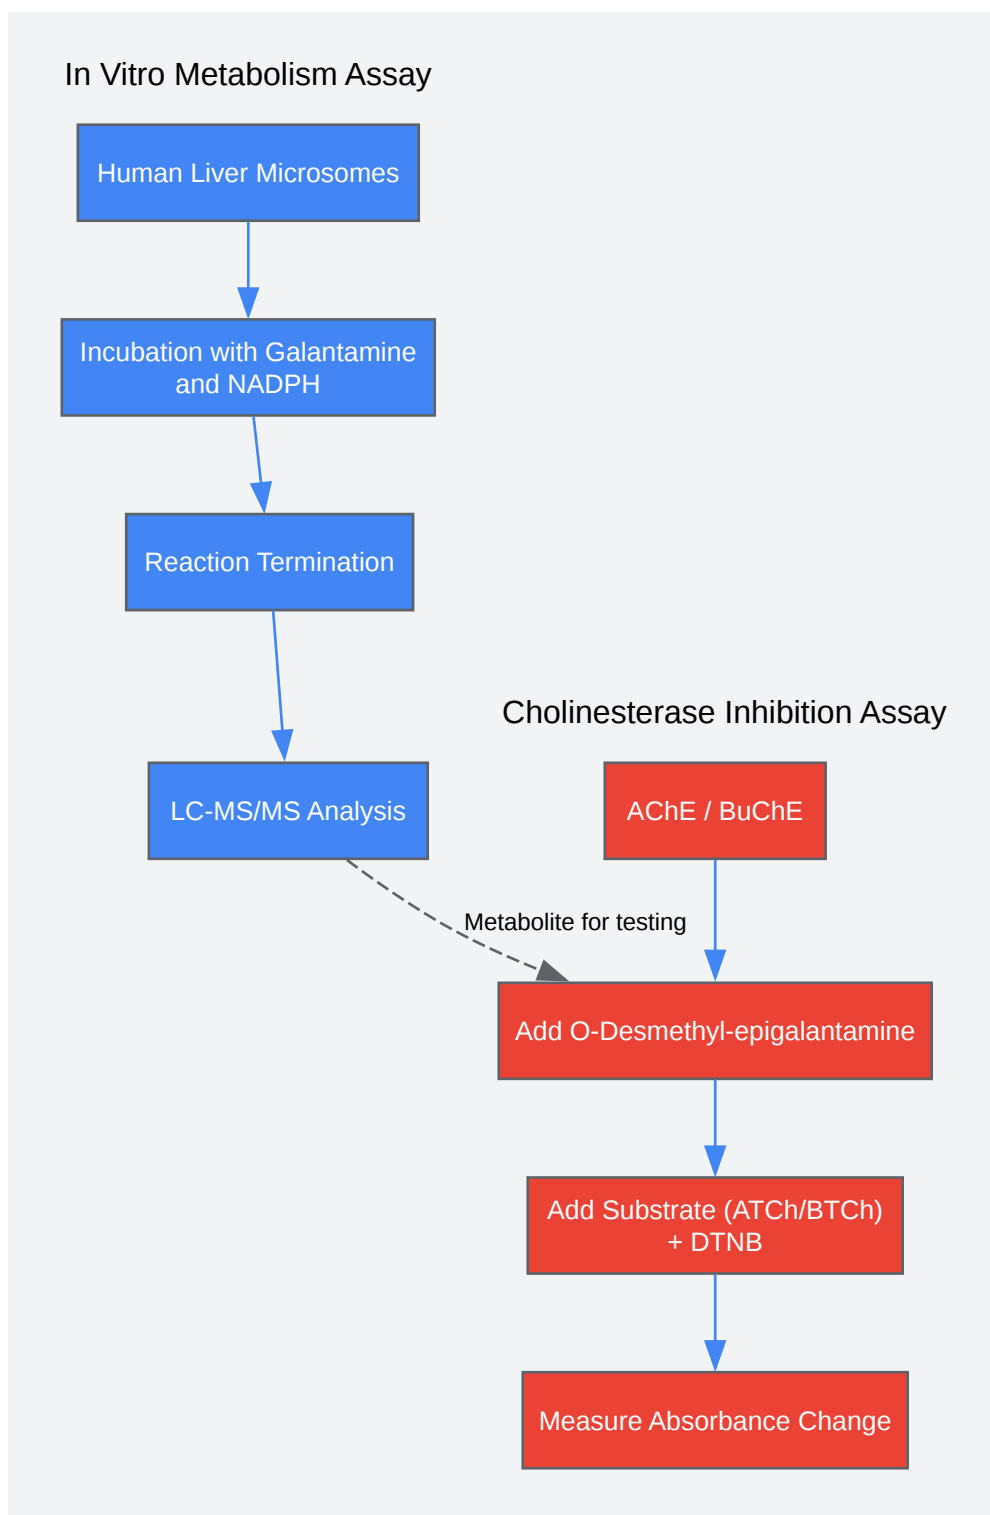 In Vitro Metabolism Assay
Human Liver Microsomes
Incubation with Galantamine
and NADPH
Reaction Termination
LC-MS/MS Analysis
Cholinesterase Inhibition Assay
AChE / BuChE
Metabolite for testing
Add O-Desmethyl-epigalantamine
Add Substrate (ATCh/BTCh)
+ DTNB
Measure Absorbance Change